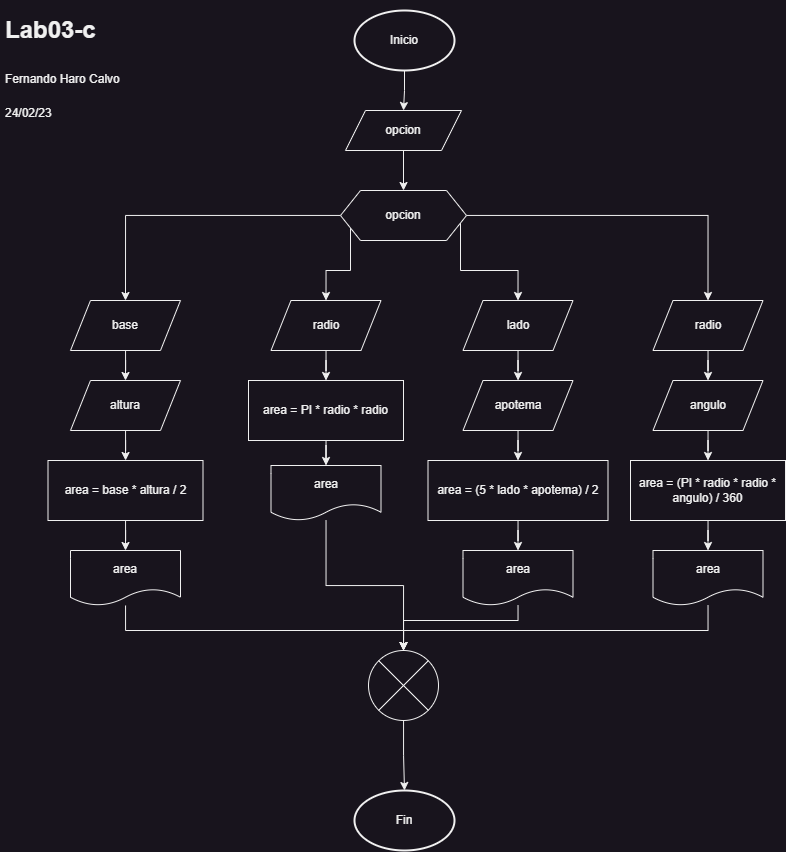 Lab03-c
Fernando Haro Calvo
24/02/23
Inicio
opcion
opcion
base
radio
lado
radio
altura
area = PI * radio * radio
apotema
angulo
area = base * altura / 2
area
area = (5 * lado * apotema) / 2
area = (PI * radio * radio *
angulo) / 360
area
area
area
Fin